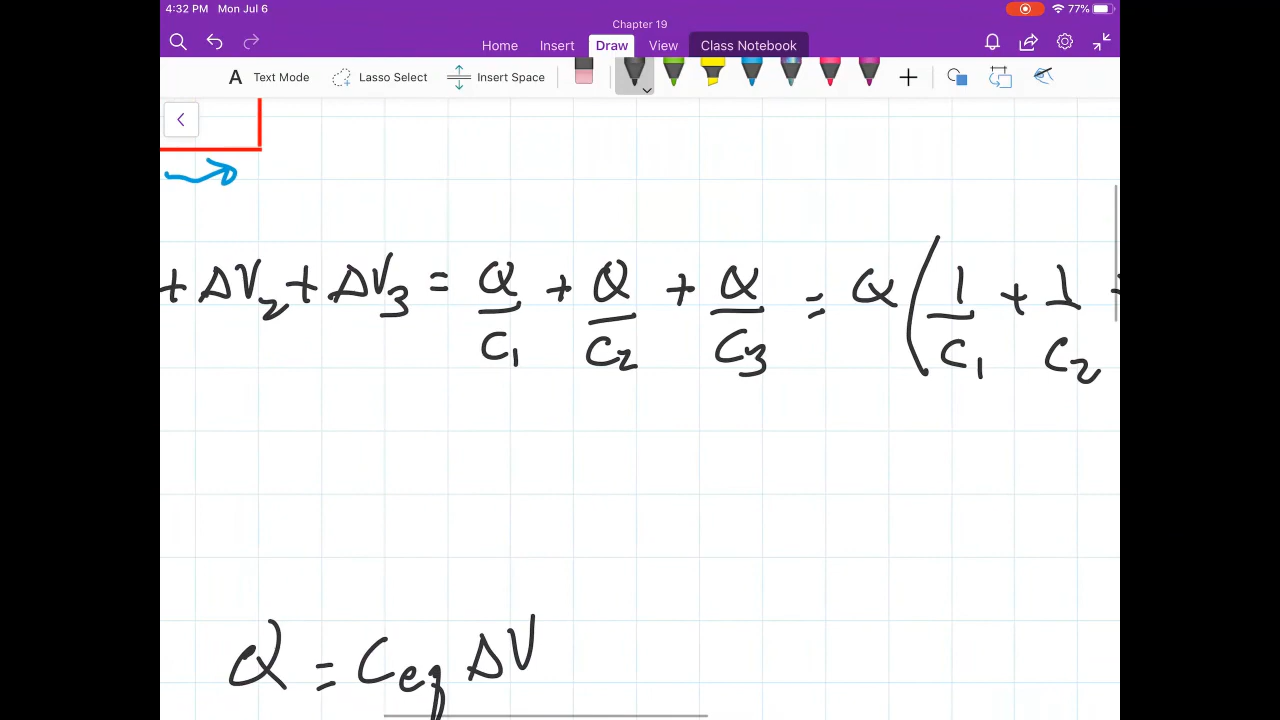 4:32 PM Mon Jul 6 77%
Chapter 19
Home Insert Draw View Class Notebook
A Text Mode Lasso Select Insert Space
+ ΔV₂ + ΔV₃ = Q/C₁ + Q/C₂ + Q/C₃ = Q(1/C₁ + 1/C₂ +
Q = Ceq ΔV